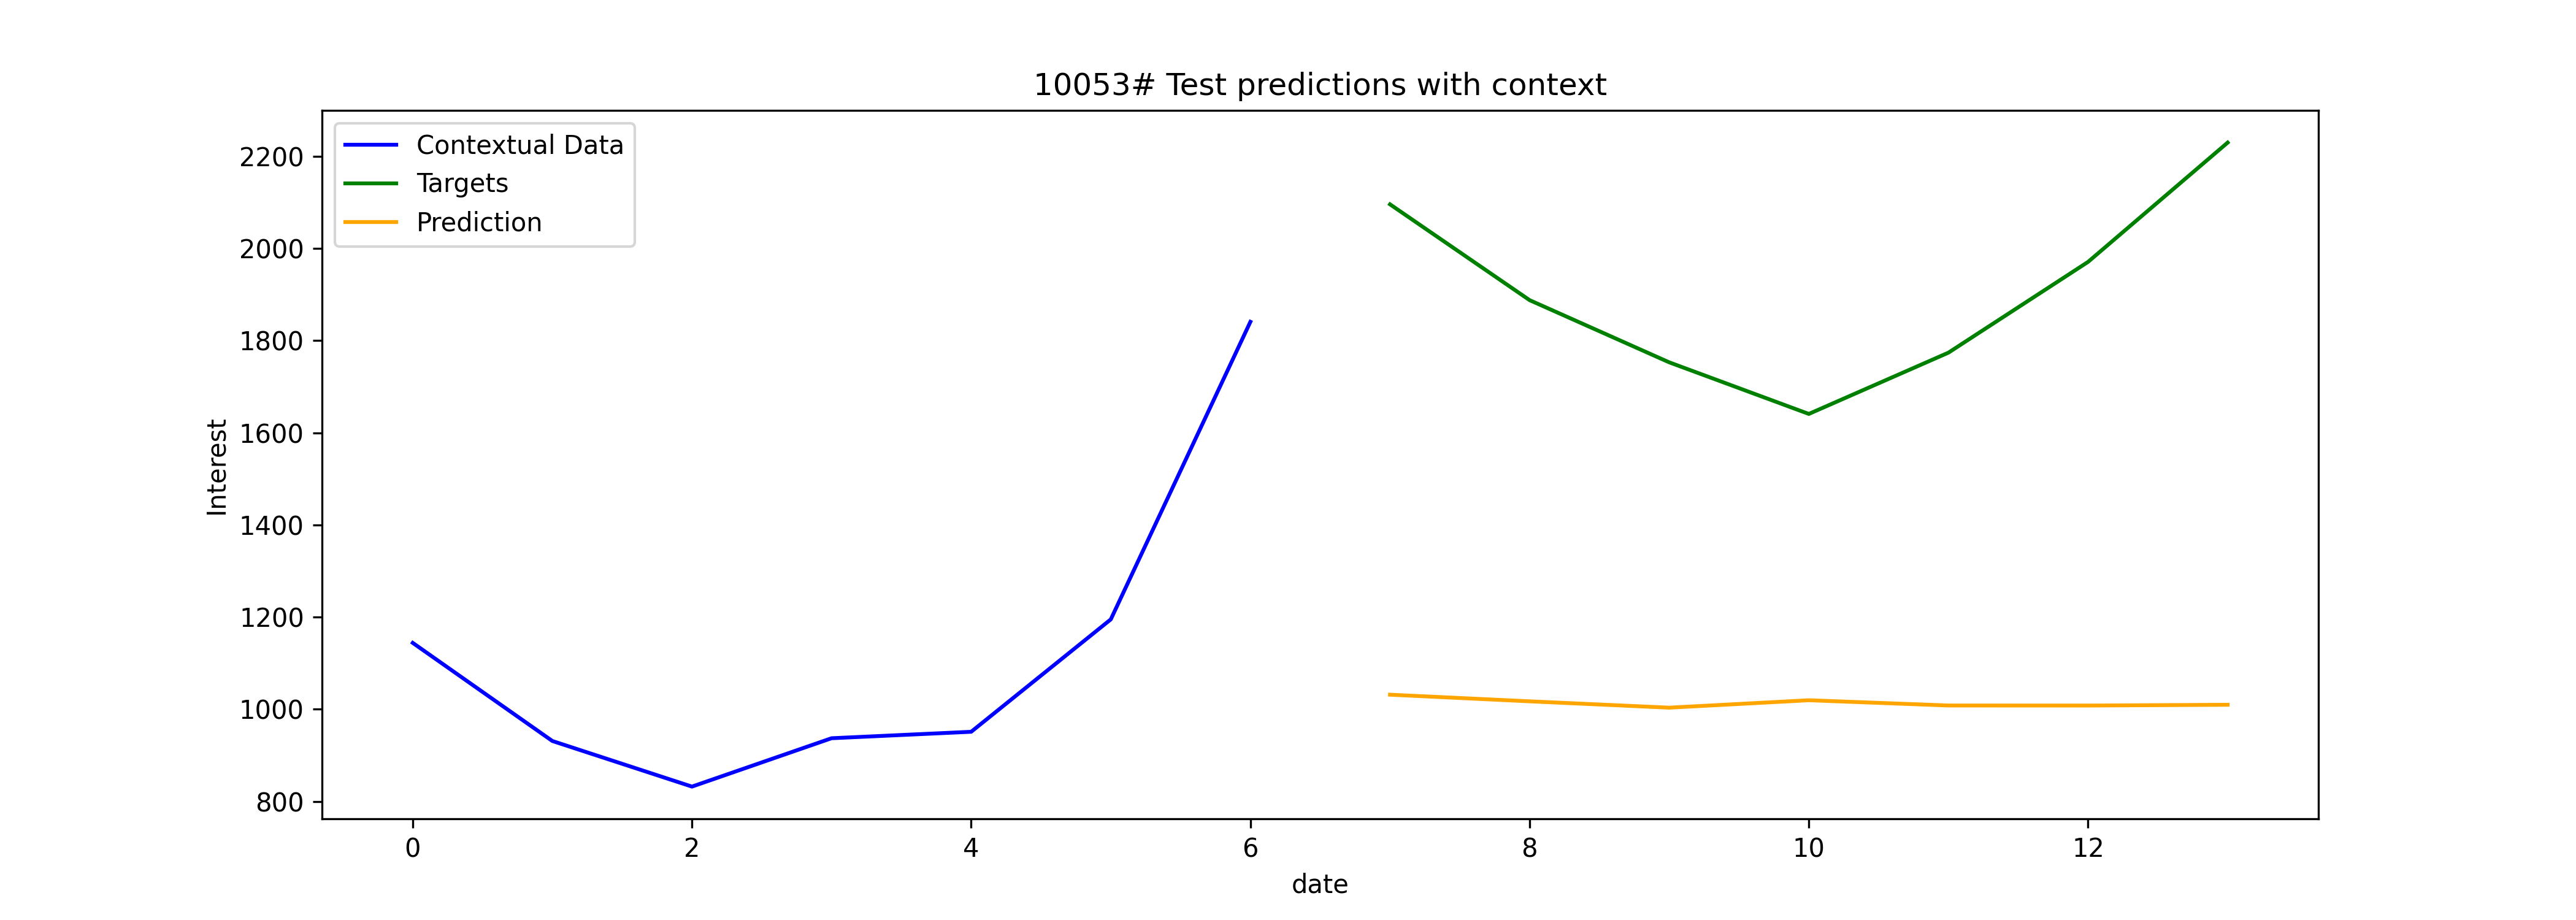 10053# Test predictions with context
Contextual Data
Targets
Prediction
2200
2000
1800
1600
1400
1200
1000
800
Interest
0 2 4 6 8 10 12
date